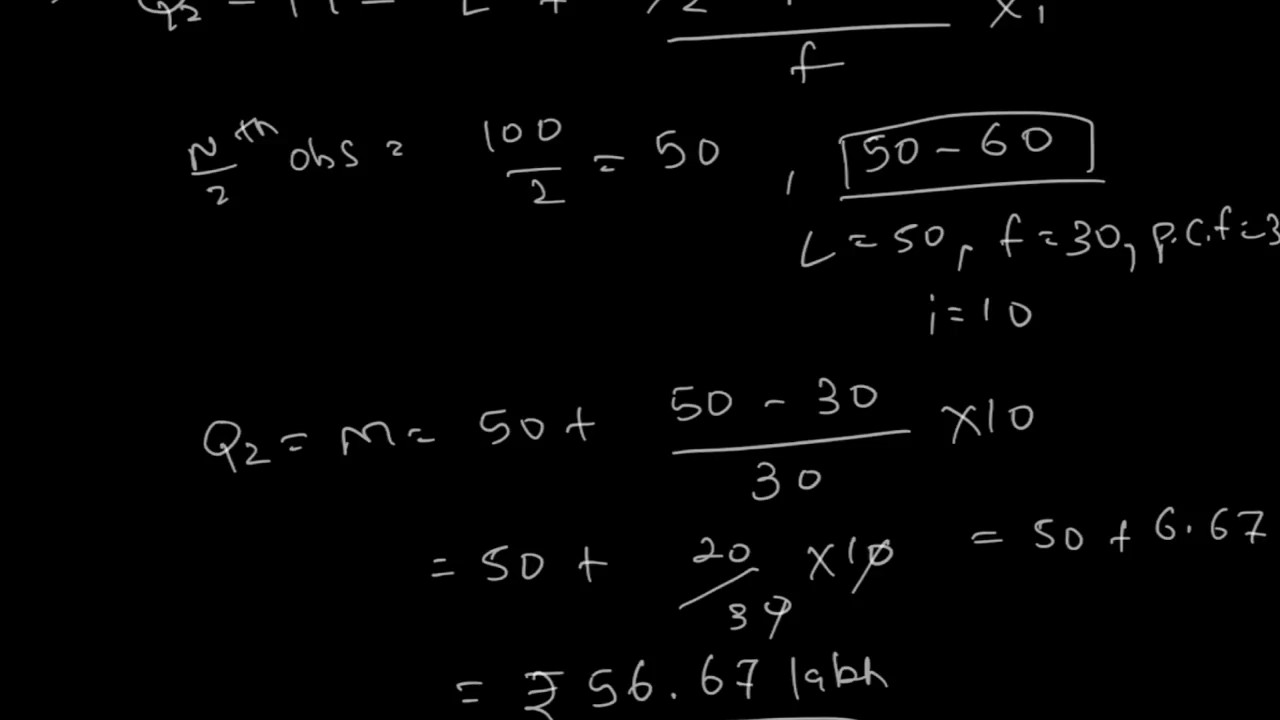 f
N/2 th obs = 100/2 = 50 , 50 - 60
L = 50, f = 30, p.c.f = 3
i = 10
Q2 = M = 50 + 50 - 30 / 30 X10
= 50 + 20/30 X10 = 50 + 6.67
= ₹ 56.67 lakh